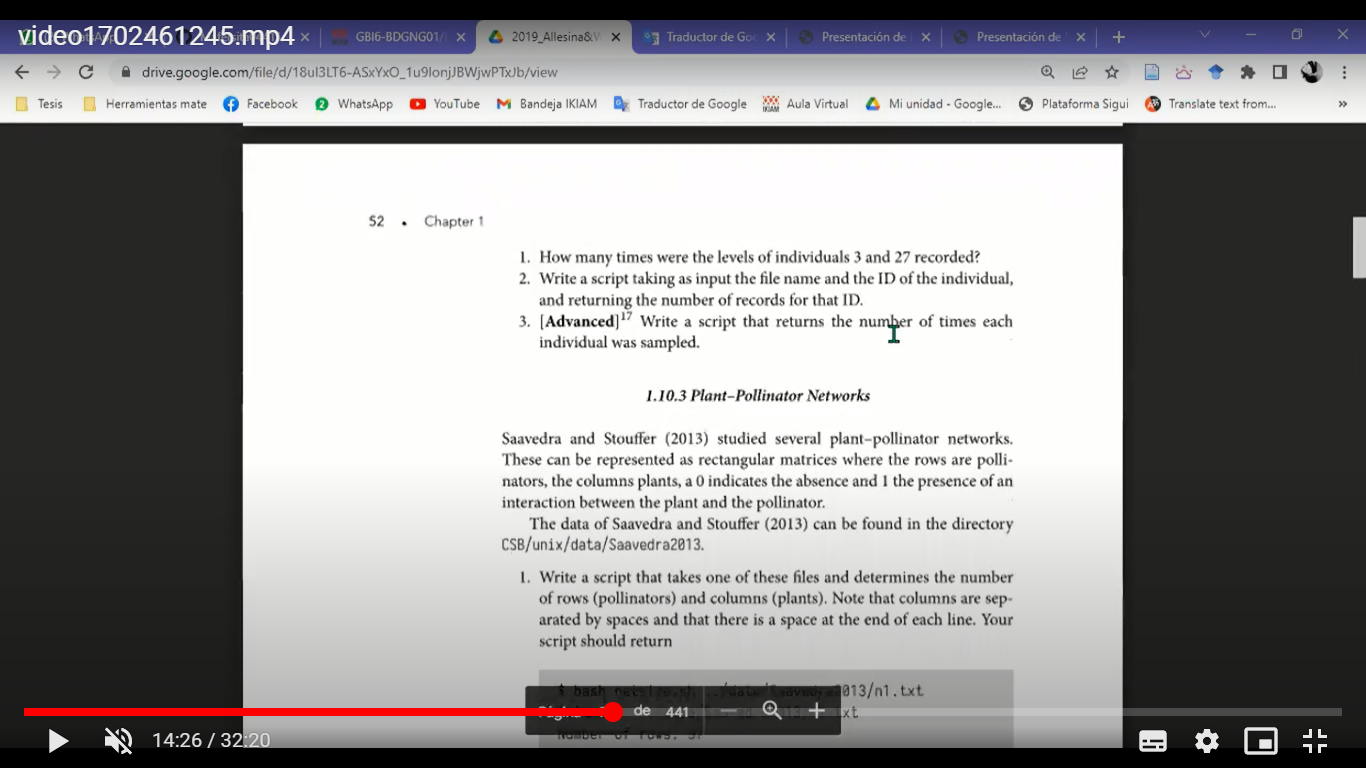 video1702461245.mp4
GBI6-BDGNG01/
2019_Allesina&W
Traductor de Goo
Presentación de
Presentación de
drive.google.com/file/d/18ul3LT6-ASxYxO_1u9lonjJBWjwPTxJb/view
Tesis
Herramientas mate
Facebook
WhatsApp
YouTube
Bandeja IKIAM
Traductor de Google
Aula Virtual
Mi unidad - Google...
Plataforma Sigui
Translate text from...
»
52 • Chapter 1
1. How many times were the levels of individuals 3 and 27 recorded?
2. Write a script taking as input the file name and the ID of the individual,
and returning the number of records for that ID.
3. [Advanced]17 Write a script that returns the number of times each
individual was sampled.
1.10.3 Plant–Pollinator Networks
Saavedra and Stouffer (2013) studied several plant–pollinator networks.
These can be represented as rectangular matrices where the rows are polli-
nators, the columns plants, a 0 indicates the absence and 1 the presence of an
interaction between the plant and the pollinator.
The data of Saavedra and Stouffer (2013) can be found in the directory
CSB/unix/data/Saavedra2013.
1. Write a script that takes one of these files and determines the number
of rows (pollinators) and columns (plants). Note that columns are sep-
arated by spaces and that there is a space at the end of each line. Your
script should return
$ bash netsize.sh ../data/Saavedra2013/n1.txt
Página de 441
Number of rows:
14:26 / 32:20